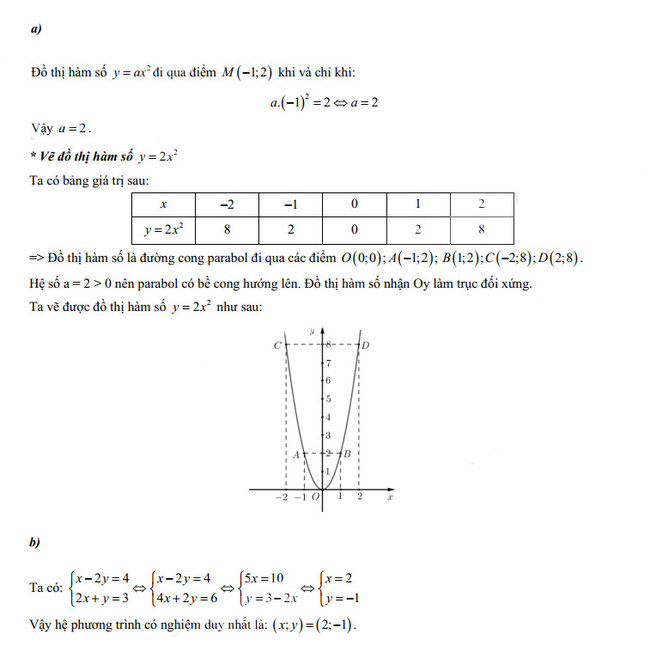 a)
Đồ thị hàm số y = ax² đi qua điểm M(−1;2) khi và chỉ khi:
a.(−1)² = 2 ⇔ a = 2
Vậy a = 2.
* Vẽ đồ thị hàm số y = 2x²
Ta có bảng giá trị sau:
x −2 −1 0 1 2
y = 2x² 8 2 0 2 8
=> Đồ thị hàm số là đường cong parabol đi qua các điểm O(0;0); A(−1;2); B(1;2); C(−2;8); D(2;8).
Hệ số a = 2 > 0 nên parabol có bề cong hướng lên. Đồ thị hàm số nhận Oy làm trục đối xứng.
Ta vẽ được đồ thị hàm số y = 2x² như sau:
y
C 8 D
7
6
5
4
3
A 2 B
1
−2 −1 O 1 2 x
b)
Ta có: {x − 2y = 4 ⇔ {x − 2y = 4 ⇔ {5x = 10 ⇔ {x = 2
{2x + y = 3 {4x + 2y = 6 {y = 3 − 2x {y = −1
Vậy hệ phương trình có nghiệm duy nhất là: (x; y) = (2;−1).